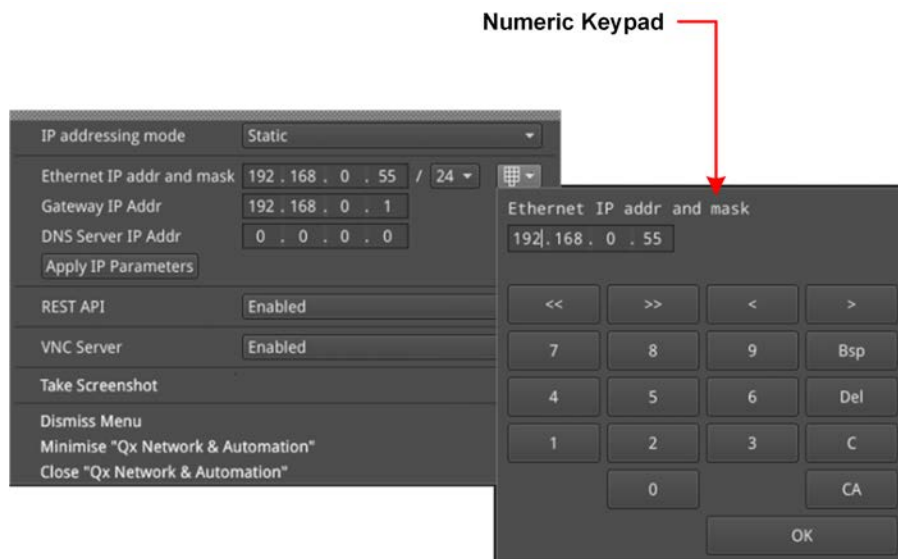 Numeric Keypad
IP addressing mode Static
Ethernet IP addr and mask 192 . 168 . 0 . 55 / 24
Gateway IP Addr 192 . 168 . 0 . 1
DNS Server IP Addr 0 . 0 . 0 . 0
Apply IP Parameters
REST API Enabled
VNC Server Enabled
Take Screenshot
Dismiss Menu
Minimise "Qx Network & Automation"
Close "Qx Network & Automation"
Ethernet IP addr and mask
192.168. 0 . 55
<< >> < >
7 8 9 Bsp
4 5 6 Del
1 2 3 C
0 CA
OK